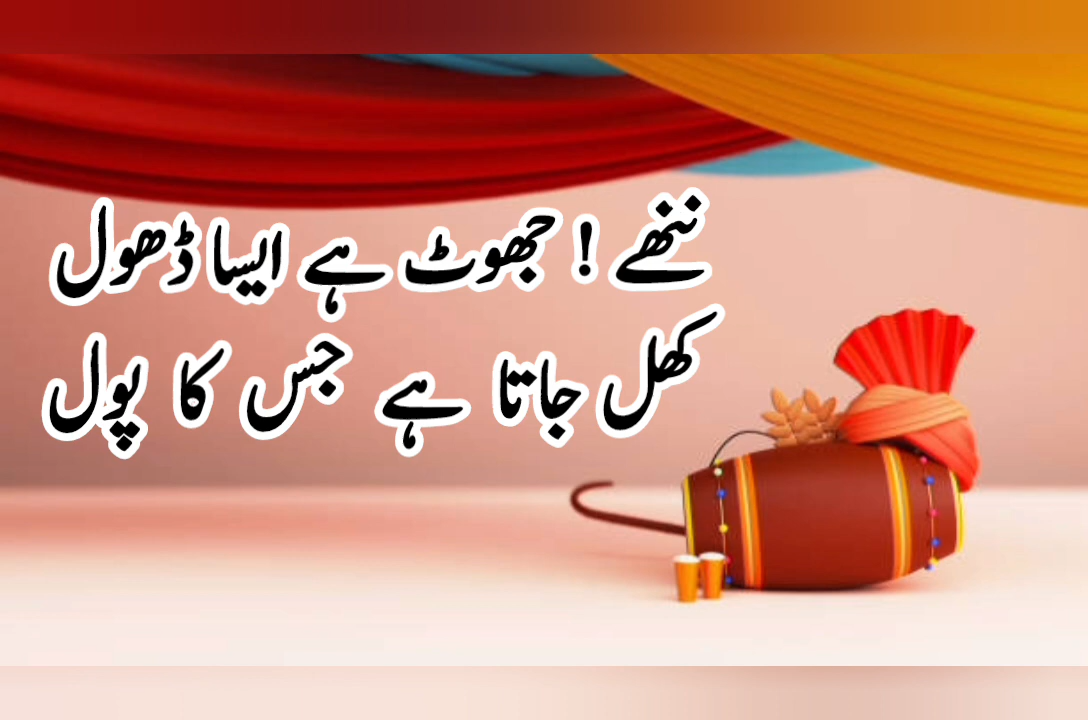 ننھے ! جھوٹ ہے ایسا ڈھول
کھل جاتا ہے جس کا پول